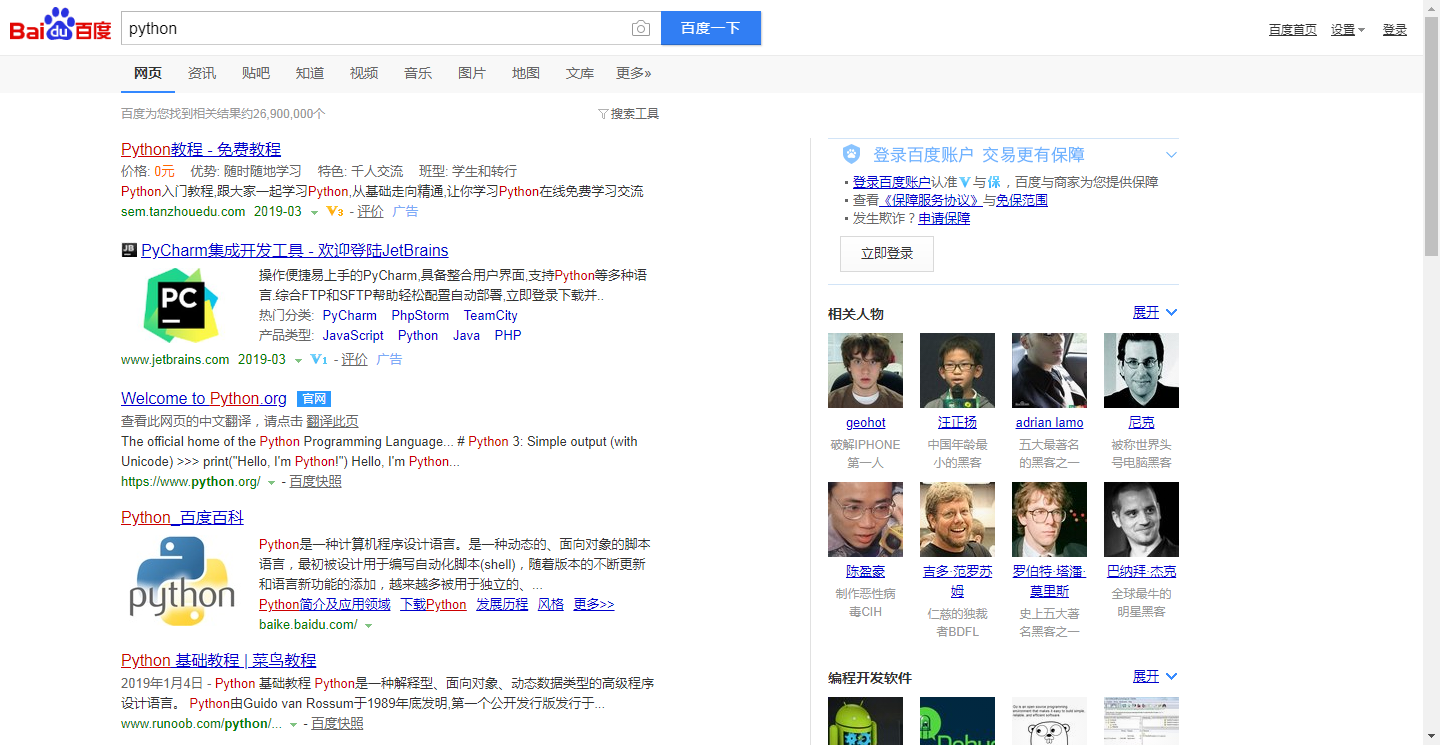 Bai du 百度
python
百度一下
百度首页 设置 登录
网页 资讯 贴吧 知道 视频 音乐 图片 地图 文库 更多»
百度为您找到相关结果约26,900,000个
搜索工具
Python教程 - 免费教程
价格: 0元 优势: 随时随地学习 特色: 千人交流 班型: 学生和转行
Python入门教程,跟大家一起学习Python,从基础走向精通,让你学习Python在线免费学习交流
sem.tanzhouedu.com 2019-03 V3 - 评价 广告
JB
PyCharm集成开发工具 - 欢迎登陆JetBrains
PC
操作便捷易上手的PyCharm,具备整合用户界面,支持Python等多种语
言.综合FTP和SFTP帮助轻松配置自动部署,立即登录下载并..
热门分类: PyCharm PhpStorm TeamCity
产品类型: JavaScript Python Java PHP
www.jetbrains.com 2019-03 V1 - 评价 广告
Welcome to Python.org 官网
查看此网页的中文翻译，请点击 翻译此页
The official home of the Python Programming Language... # Python 3: Simple output (with
Unicode) >>> print("Hello, I'm Python!") Hello, I'm Python...
https://www.python.org/ - 百度快照
Python_百度百科
python
Python是一种计算机程序设计语言。是一种动态的、面向对象的脚本
语言，最初被设计用于编写自动化脚本(shell)，随着版本的不断更新
和语言新功能的添加，越来越多被用于独立的、...
Python简介及应用领域 下载Python 发展历程 风格 更多>>
baike.baidu.com/
Python 基础教程 | 菜鸟教程
2019年1月4日 - Python 基础教程 Python是一种解释型、面向对象、动态数据类型的高级程序
设计语言。 Python由Guido van Rossum于1989年底发明,第一个公开发行版发行于...
www.runoob.com/python/... - 百度快照
登录百度账户 交易更有保障
登录百度账户认准V与保，百度与商家为您提供保障
查看《保障服务协议》与免保范围
发生欺诈？申请保障
立即登录
相关人物 展开
geohot 汪正扬 adrian lamo 尼克
破解IPHONE 中国年龄最 五大最著名 被称世界头
第一人 小的黑客 的黑客之一 号电脑黑客
陈盈豪 吉多·范罗苏 罗伯特·塔潘· 巴纳拜·杰克
姆 莫里斯
制作恶性病 仁慈的独裁 史上五大著 全球最牛的
毒CIH 者BDFL 名黑客之一 明星黑客
编程开发软件 展开
Go is an open source programming
environment that makes it easy to build simple,
reliable, and efficient software
GO